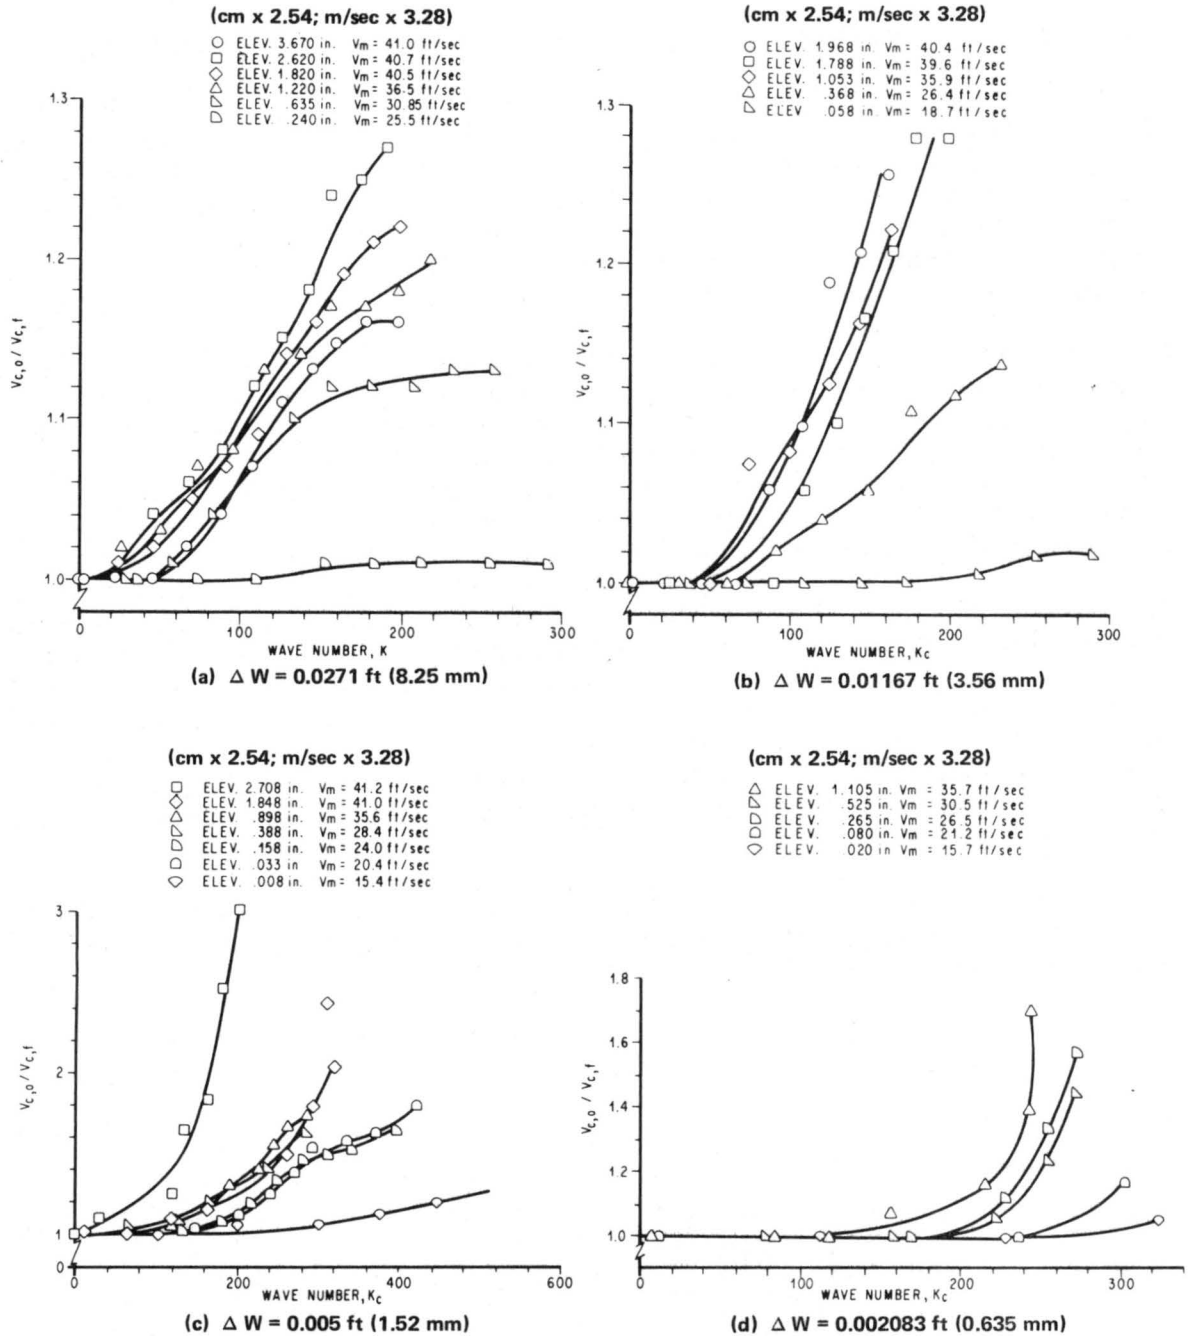 (cm x 2.54; m/sec x 3.28)
ELEV. 3.670 in. Vm = 41.0 ft/sec
ELEV. 2.620 in. Vm = 40.7 ft/sec
ELEV. 1.820 in. Vm = 40.5 ft/sec
ELEV. 1.220 in. Vm = 36.5 ft/sec
ELEV. .635 in. Vm = 30.85 ft/sec
ELEV. .240 in. Vm = 25.5 ft/sec
1.3
1.2
1.1
1.0
Vc,o / Vc,f
0
100
200
300
WAVE NUMBER, K
(a) Δ W = 0.0271 ft (8.25 mm)
(cm x 2.54; m/sec x 3.28)
ELEV. 1.968 in. Vm = 40.4 ft/sec
ELEV. 1.788 in. Vm = 39.6 ft/sec
ELEV. 1.053 in. Vm = 35.9 ft/sec
ELEV. .368 in. Vm = 26.4 ft/sec
ELEV .058 in. Vm = 18.7 ft/sec
1.3
1.2
1.1
1.0
Vc,o / Vc,f
0
100
200
300
WAVE NUMBER, Kc
(b) Δ W = 0.01167 ft (3.56 mm)
(cm x 2.54; m/sec x 3.28)
ELEV. 2.708 in. Vm = 41.2 ft/sec
ELEV. 1.848 in. Vm = 41.0 ft/sec
ELEV. .898 in. Vm = 35.6 ft/sec
ELEV. .388 in. Vm = 28.4 ft/sec
ELEV. .158 in. Vm = 24.0 ft/sec
ELEV. .033 in Vm = 20.4 ft/sec
ELEV. .008 in. Vm = 15.4 ft/sec
3
2
1
0
Vc,o / Vc,f
0
200
400
600
WAVE NUMBER, Kc
(c) Δ W = 0.005 ft (1.52 mm)
(cm x 2.54; m/sec x 3.28)
ELEV. 1.105 in. Vm = 35.7 ft/sec
ELEV. .525 in. Vm = 30.5 ft/sec
ELEV. .265 in. Vm = 26.5 ft/sec
ELEV. .080 in. Vm = 21.2 ft/sec
ELEV. .020 in Vm = 15.7 ft/sec
1.8
1.6
1.4
1.2
1.0
Vc,o / Vc,f
0
100
200
300
WAVE NUMBER, Kc
(d) Δ W = 0.002083 ft (0.635 mm)